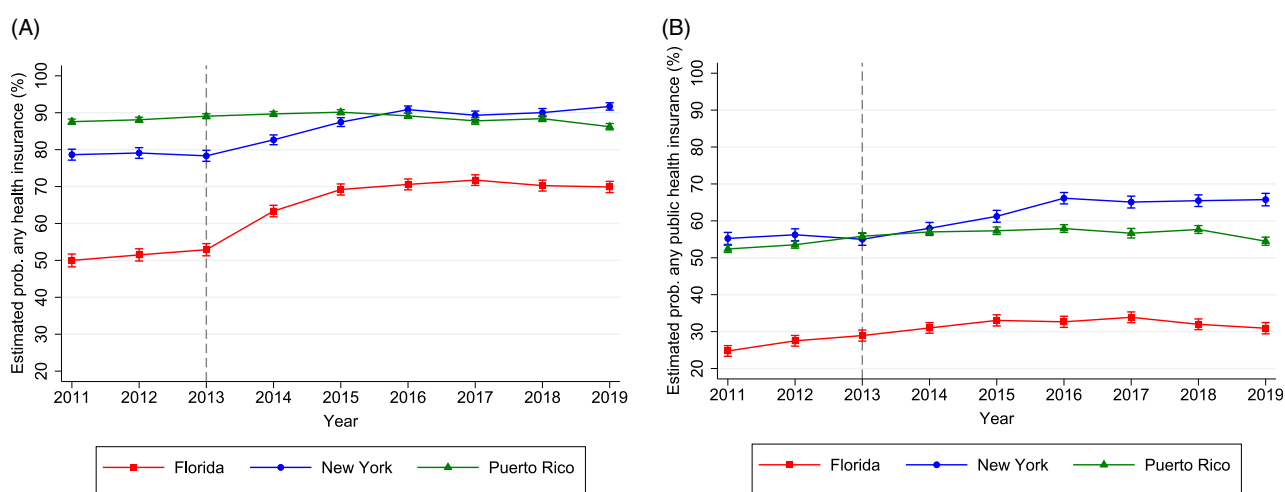 (A)
Estimated prob. any health insurance (%)
100
90
80
70
60
50
40
30
20
2011 2012 2013 2014 2015 2016 2017 2018 2019
Year
Florida New York Puerto Rico
(B)
Estimated prob. any public health insurance (%)
100
90
80
70
60
50
40
30
20
2011 2012 2013 2014 2015 2016 2017 2018 2019
Year
Florida New York Puerto Rico